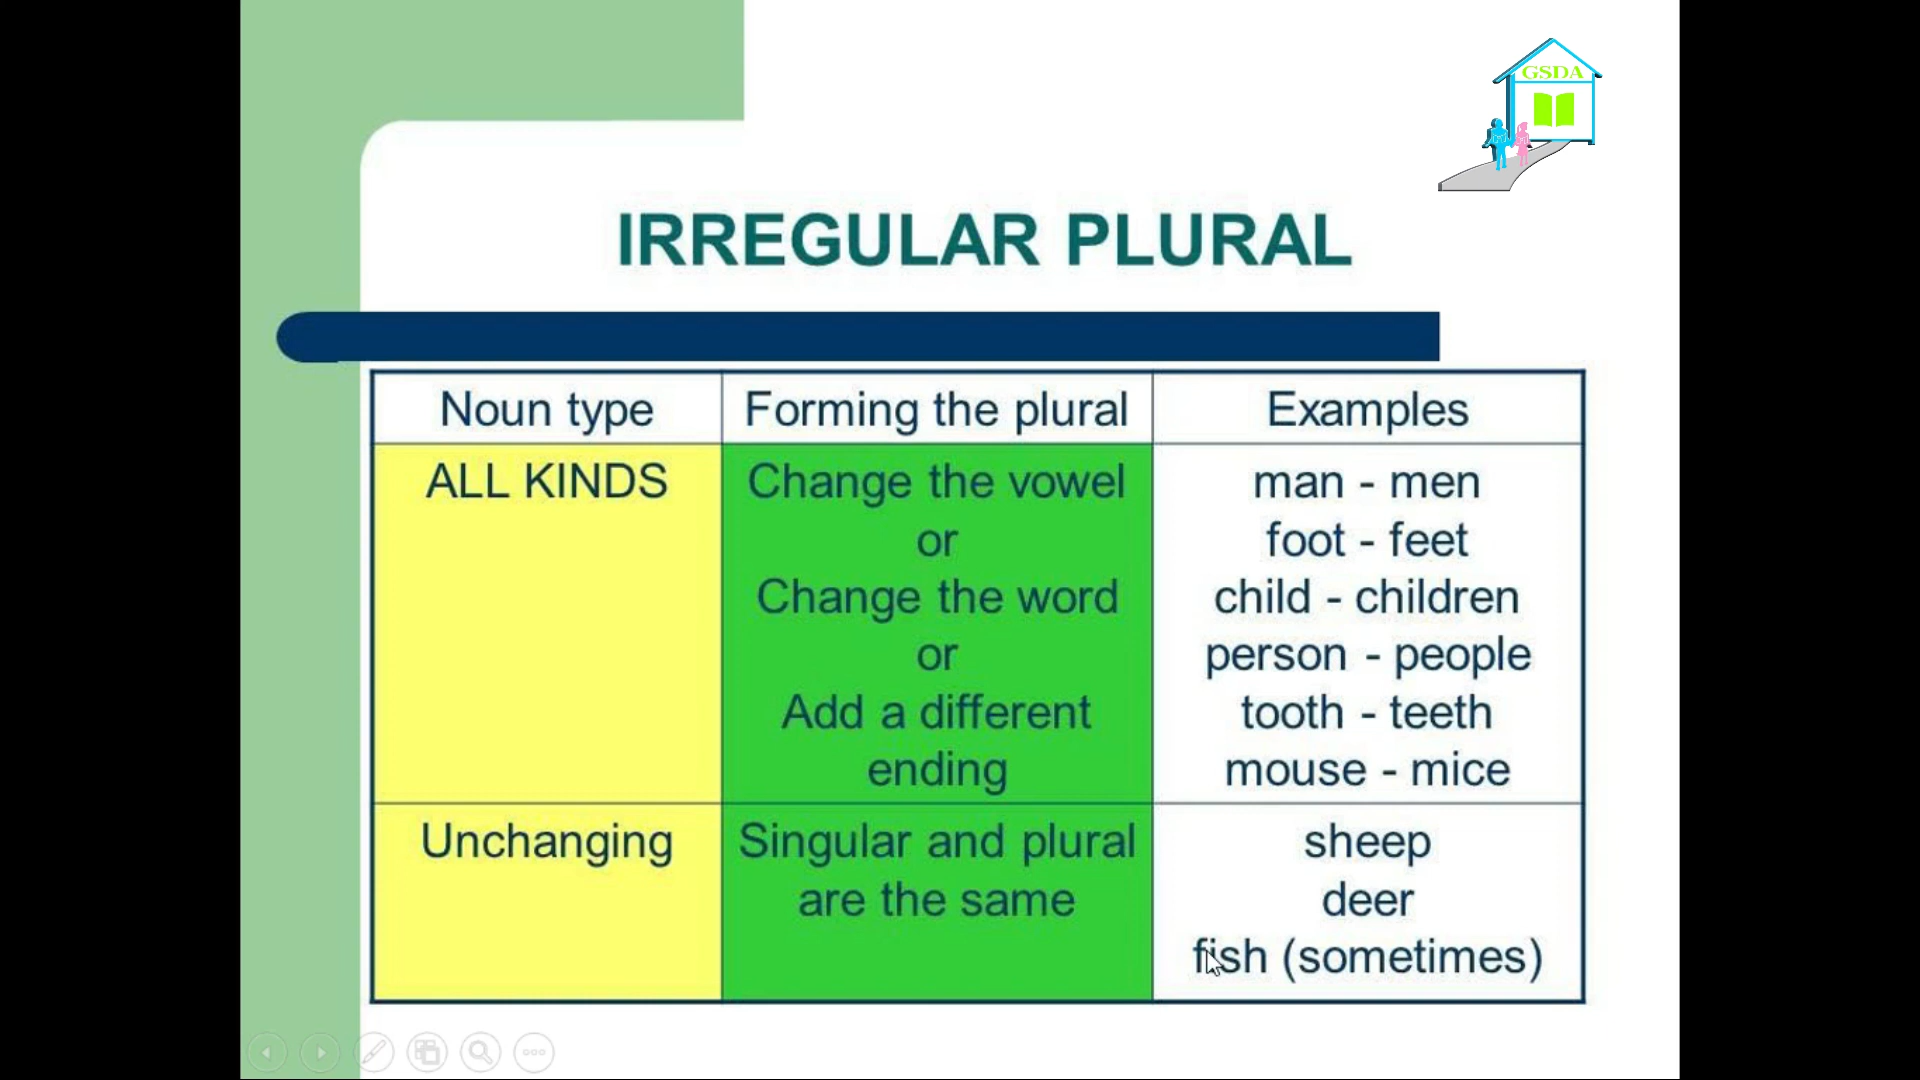 GSDA
IRREGULAR PLURAL
Noun type
Forming the plural
Examples
ALL KINDS
Change the vowel
or
Change the word
or
Add a different
ending
man - men
foot - feet
child - children
person - people
tooth - teeth
mouse - mice
Unchanging
Singular and plural
are the same
sheep
deer
fish (sometimes)